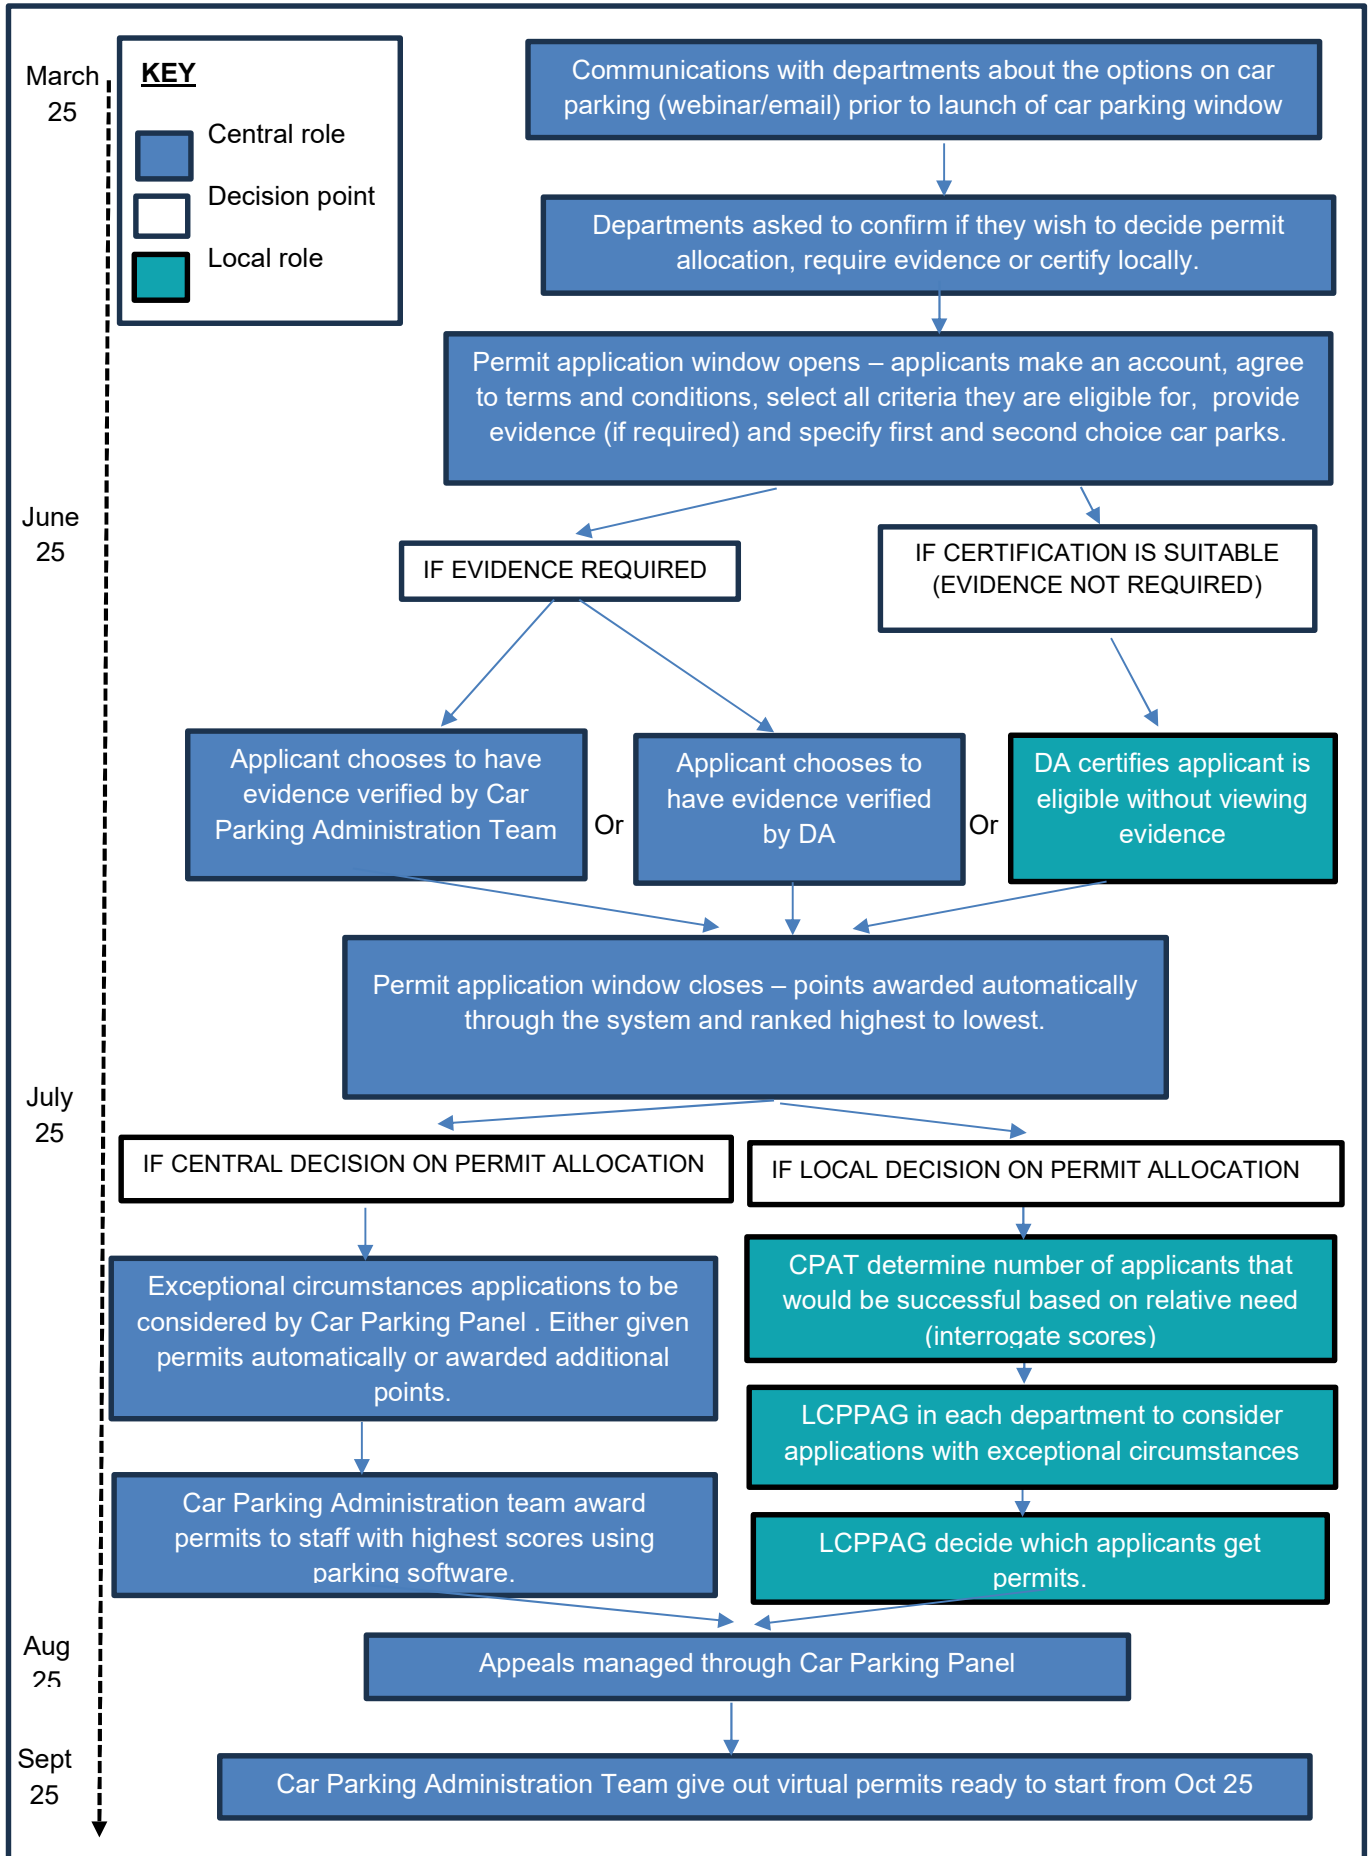 March
25
KEY
Central role
Decision point
Local role
Communications with departments about the options on car
parking (webinar/email) prior to launch of car parking window
Departments asked to confirm if they wish to decide permit
allocation, require evidence or certify locally.
Permit application window opens – applicants make an account, agree
to terms and conditions, select all criteria they are eligible for,  provide
evidence (if required) and specify first and second choice car parks.
June
25
IF EVIDENCE REQUIRED
IF CERTIFICATION IS SUITABLE
(EVIDENCE NOT REQUIRED)
Applicant chooses to have
evidence verified by Car
Parking Administration Team
Or
Applicant chooses to
have evidence verified
by DA
Or
DA certifies applicant is
eligible without viewing
evidence
Permit application window closes – points awarded automatically
through the system and ranked highest to lowest.
July
25
IF CENTRAL DECISION ON PERMIT ALLOCATION
IF LOCAL DECISION ON PERMIT ALLOCATION
Exceptional circumstances applications to be
considered by Car Parking Panel . Either given
permits automatically or awarded additional
points.
CPAT determine number of applicants that
would be successful based on relative need
(interrogate scores)
LCPPAG in each department to consider
applications with exceptional circumstances
Car Parking Administration team award
permits to staff with highest scores using
parking software.
LCPPAG decide which applicants get
permits.
Aug
25
Appeals managed through Car Parking Panel
Sept
25
Car Parking Administration Team give out virtual permits ready to start from Oct 25